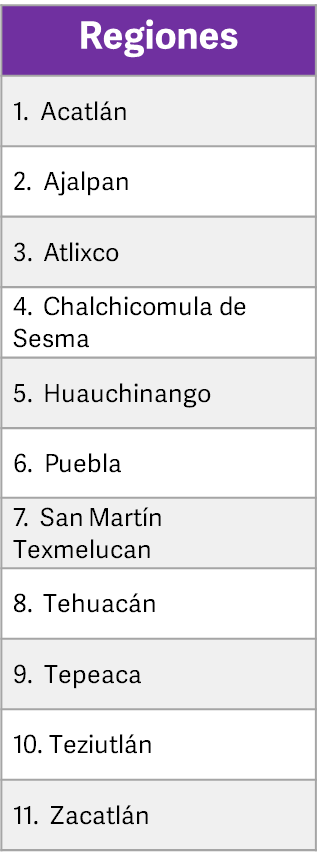 Regiones
1. Acatlán
2. Ajalpan
3. Atlixco
4. Chalchicomula de
Sesma
5. Huauchinango
6. Puebla
7. San Martín
Texmelucan
8. Tehuacán
9. Tepeaca
10. Teziutlán
11. Zacatlán